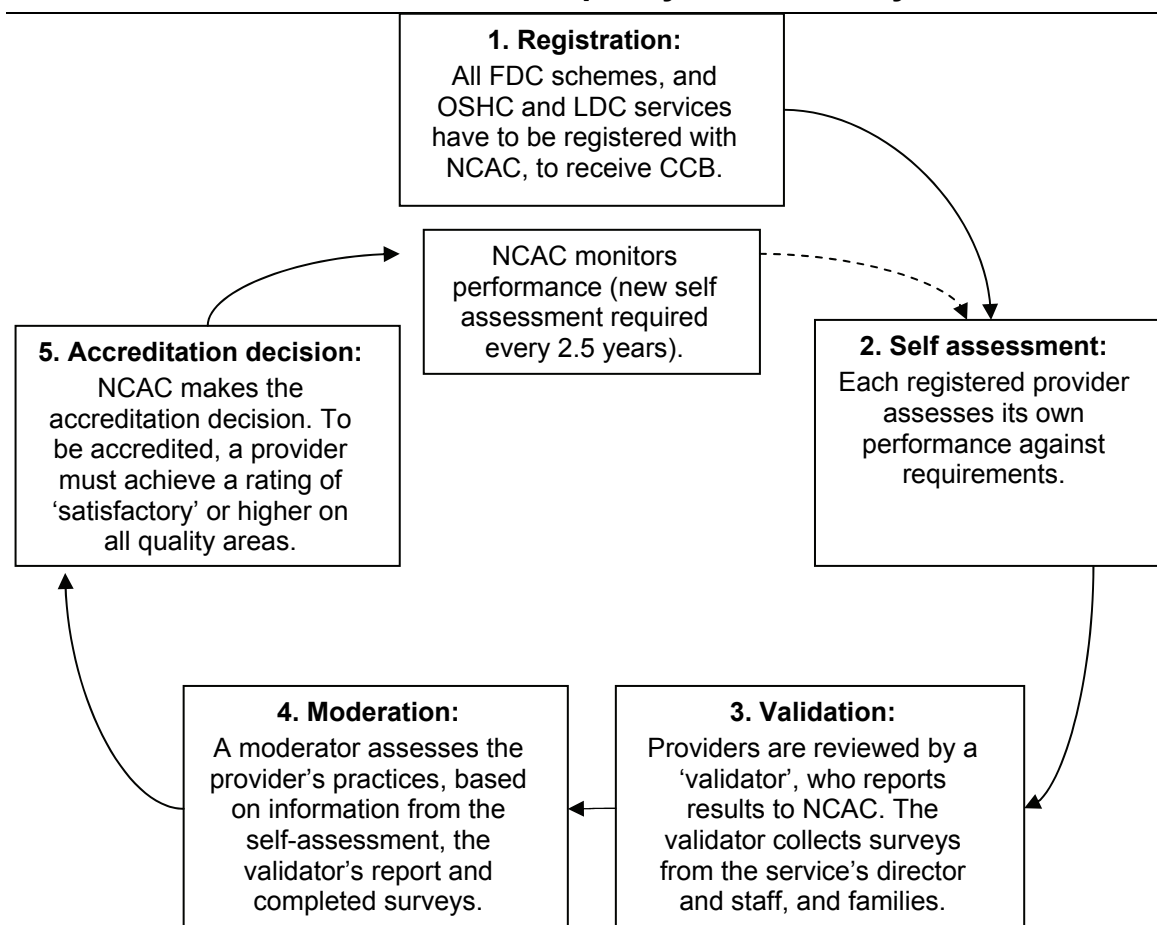 1. Registration:
All FDC schemes, and
OSHC and LDC services
have to be registered with
NCAC, to receive CCB.
NCAC monitors
performance (new self
assessment required
every 2.5 years).
2. Self assessment:
Each registered provider
assesses its own
performance against
requirements.
3. Validation:
Providers are reviewed by a
‘validator’, who reports
results to NCAC. The
validator collects surveys
from the service’s director
and staff, and families.
4. Moderation:
A moderator assesses the
provider’s practices, based
on information from the
self-assessment, the
validator’s report and
completed surveys.
5. Accreditation decision:
NCAC makes the
accreditation decision. To
be accredited, a provider
must achieve a rating of
‘satisfactory’ or higher on
all quality areas.